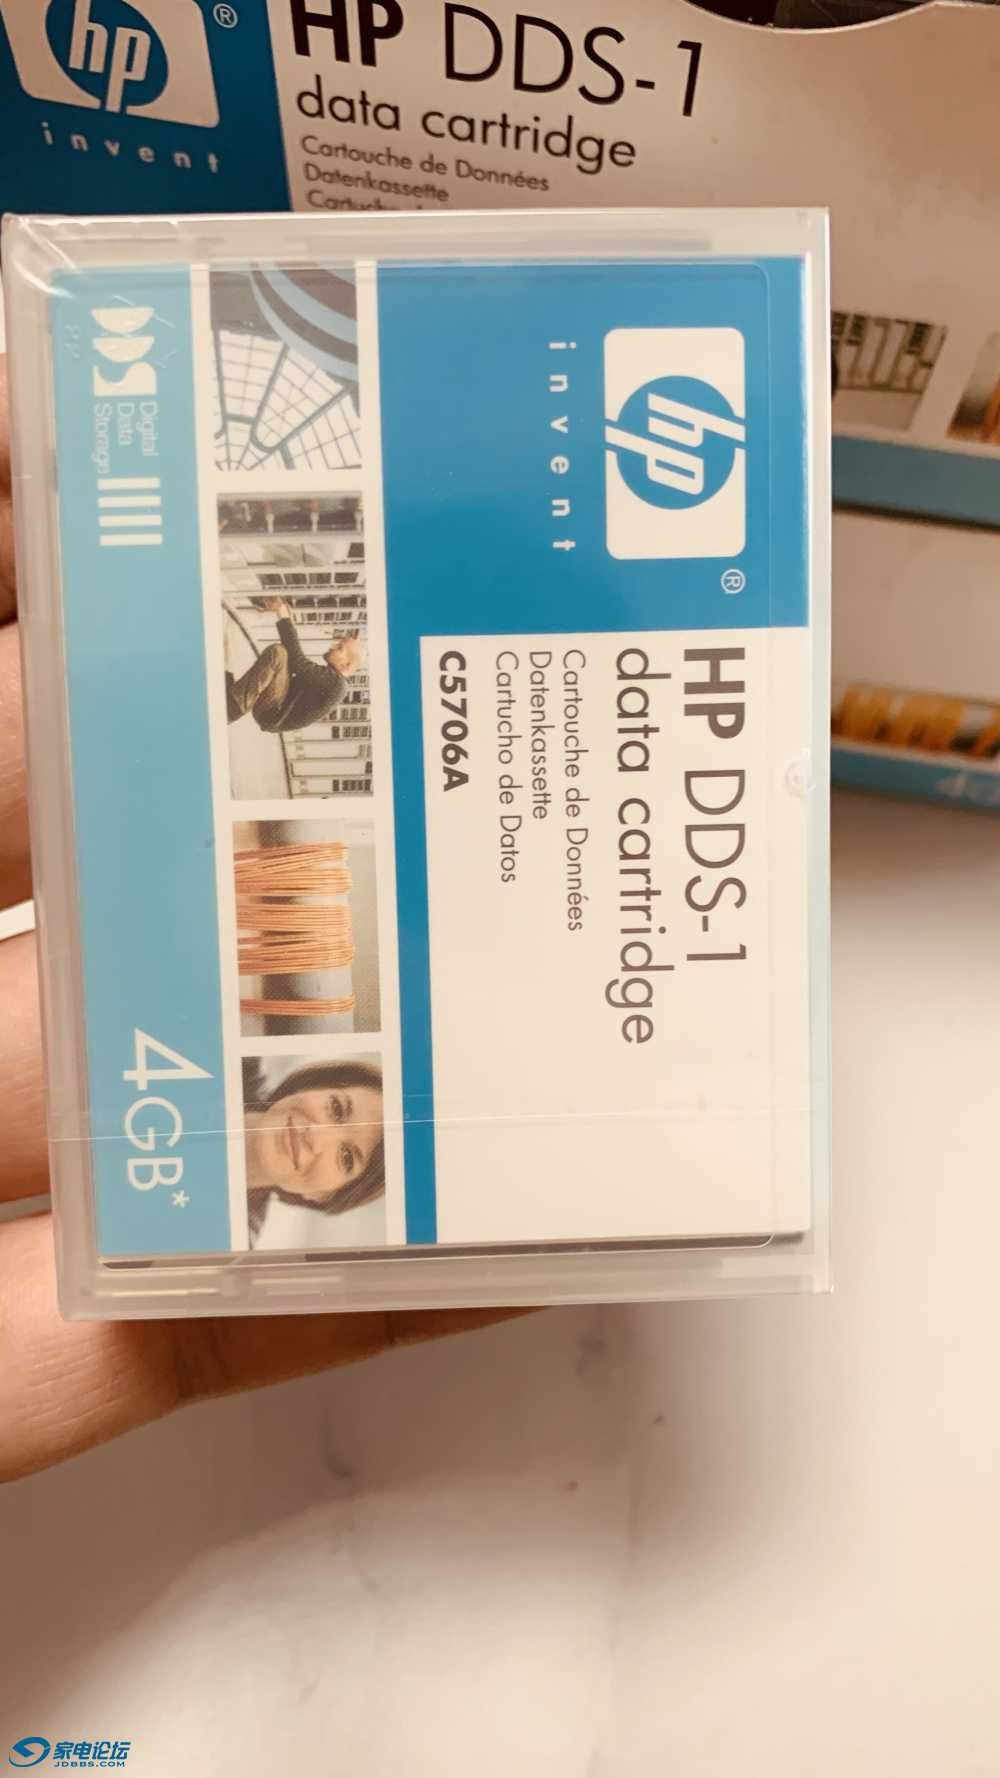 hp
®
invent
HP DDS-1
data cartridge
Cartouche de Données
Datenkassette
hp
®
invent
HP DDS-1
data cartridge
Cartouche de Données
Datenkassette
Cartucho de Datos
C5706A
DDS
Digital
Data
Storage
4GB*
家电论坛
JDBBS.COM